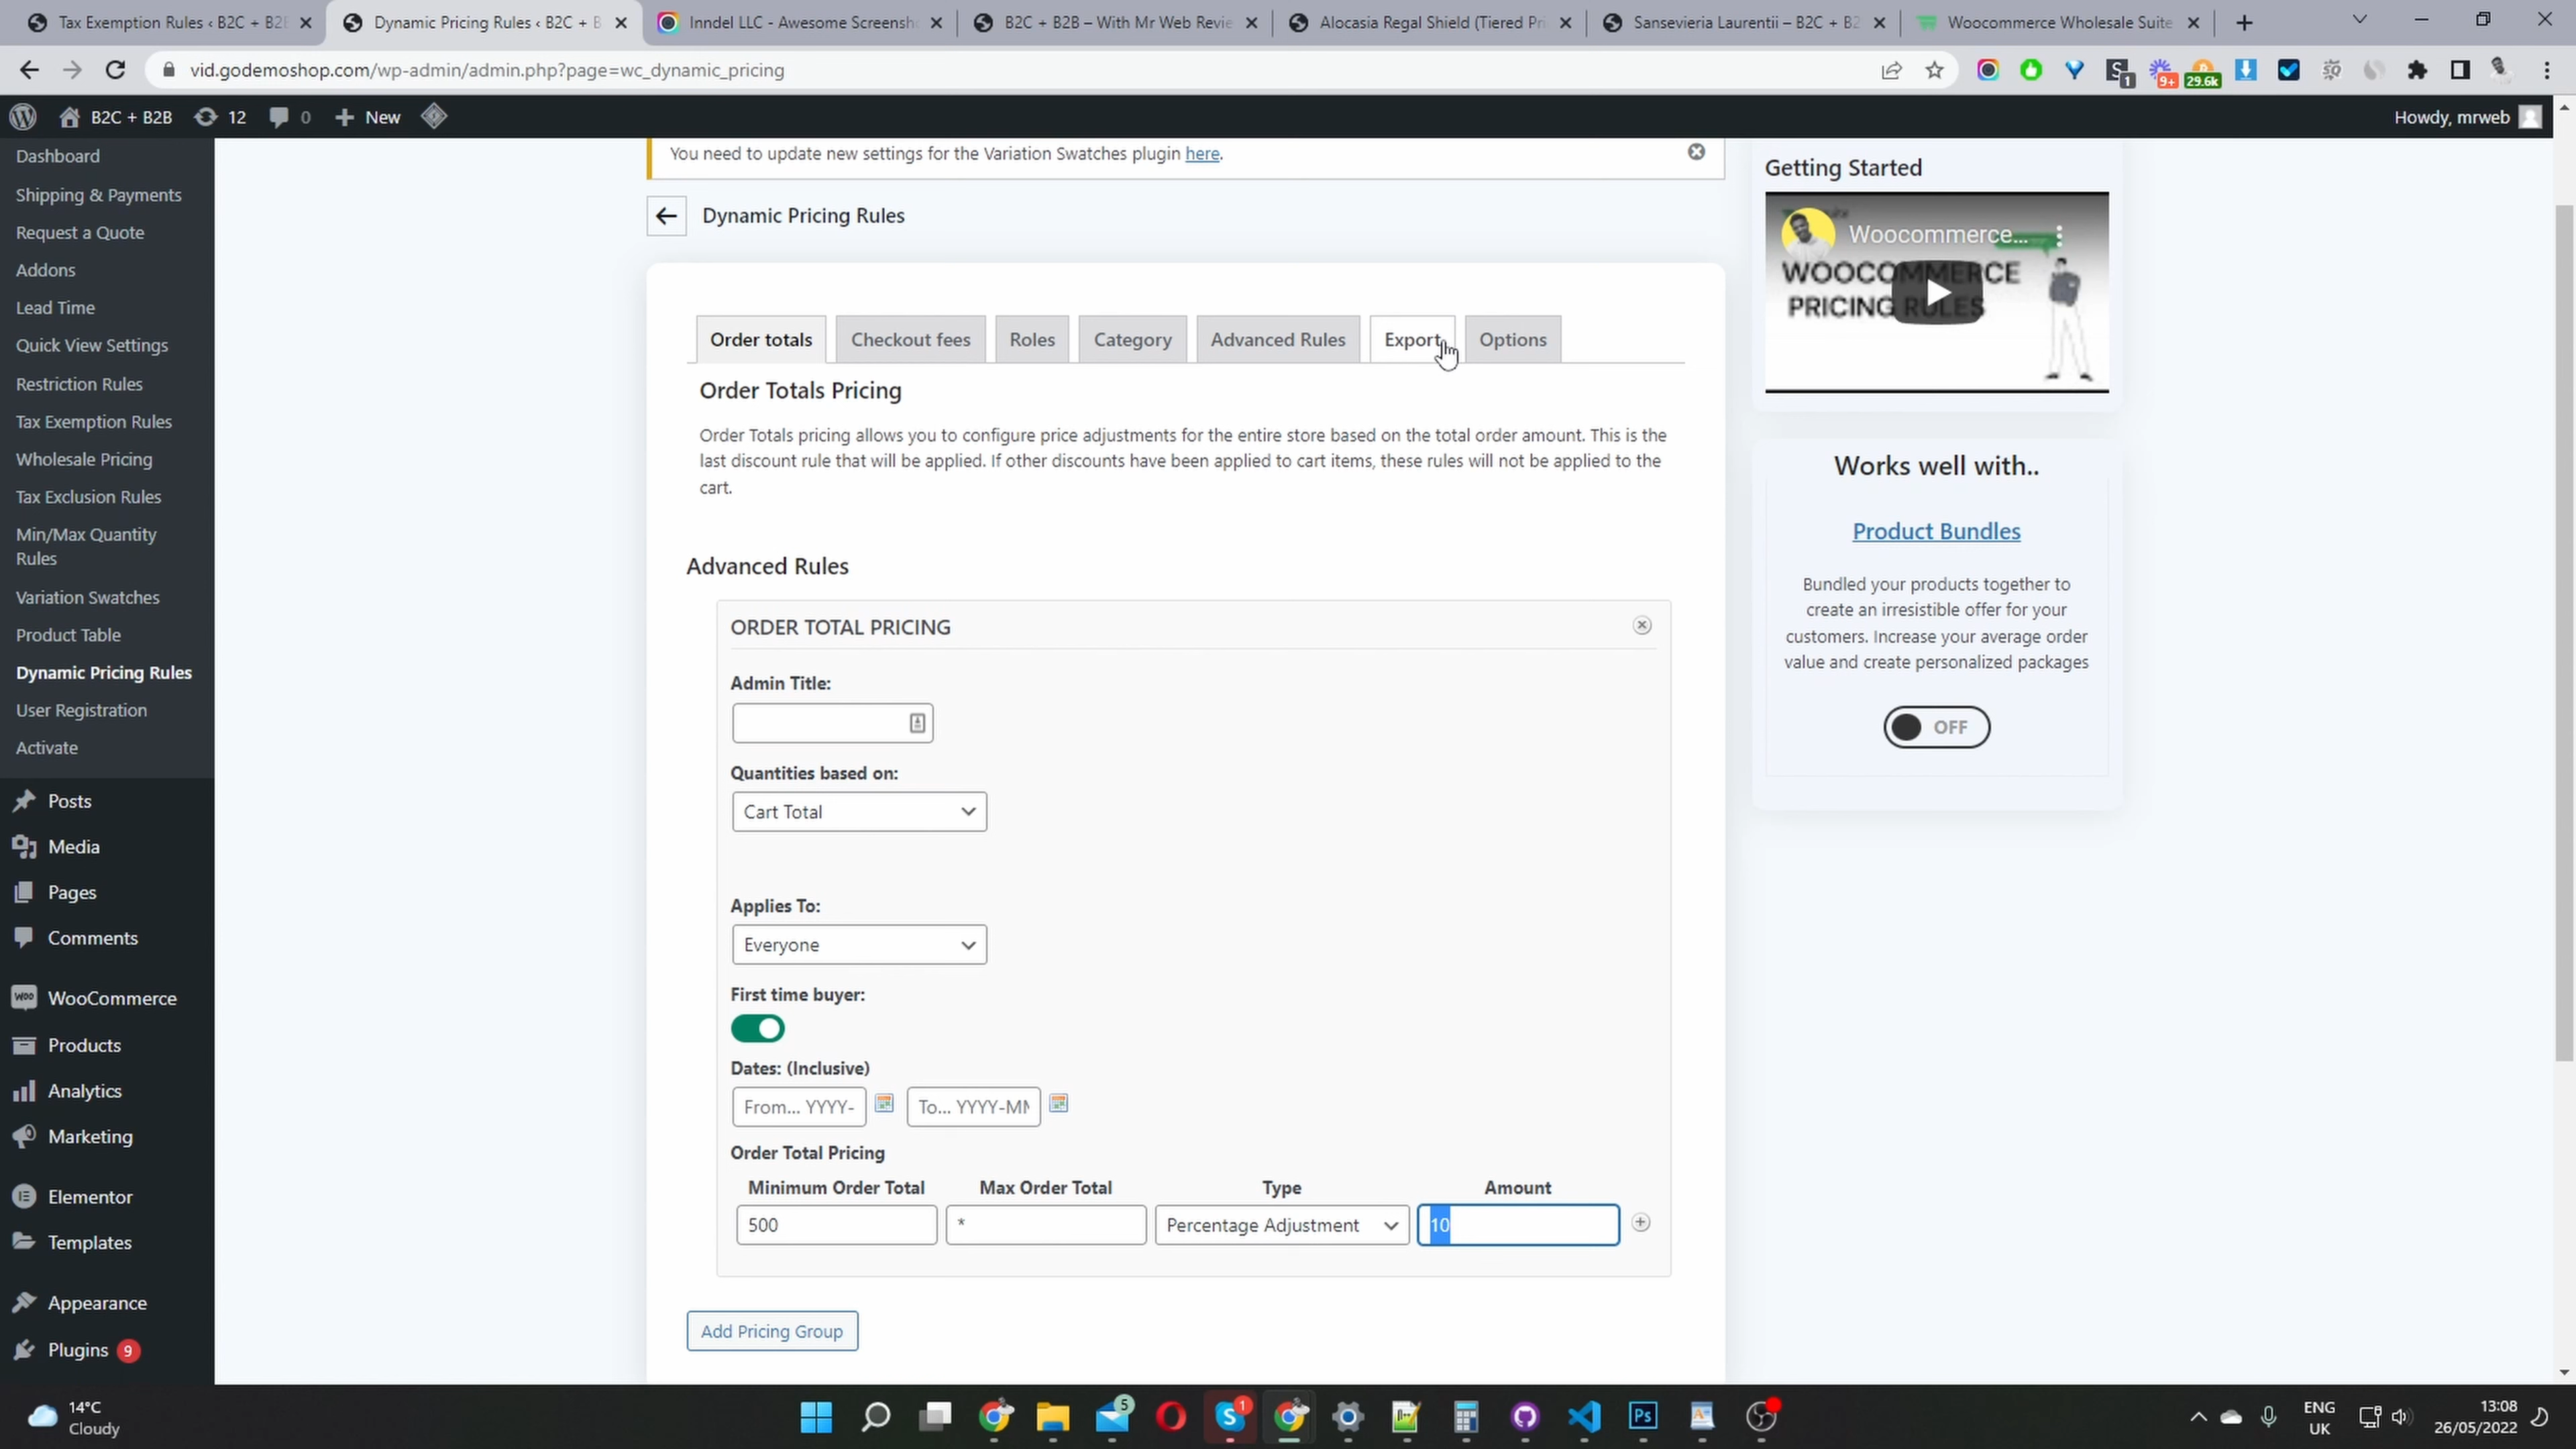 Tax Exemption Rules ‹ B2C + B2B
Dynamic Pricing Rules ‹ B2C + B
Inndel LLC - Awesome Screensh
B2C + B2B – With Mr Web Revie
Alocasia Regal Shield (Tiered Pri
Sansevieria Laurentii – B2C + B2
Woocommerce Wholesale Suite
vid.godemoshop.com/wp-admin/admin.php?page=wc_dynamic_pricing
1
9+
29.6k
B2C + B2B
12
0
New
Howdy, mrweb
Dashboard
Shipping & Payments
Request a Quote
Addons
Lead Time
Quick View Settings
Restriction Rules
Tax Exemption Rules
Wholesale Pricing
Tax Exclusion Rules
Min/Max Quantity
Rules
Variation Swatches
Product Table
Dynamic Pricing Rules
User Registration
Activate
Posts
Media
Pages
Comments
WooCommerce
Products
Analytics
Marketing
Elementor
Templates
Appearance
Plugins 9
You need to update new settings for the Variation Swatches plugin here.
Dynamic Pricing Rules
Order totals
Checkout fees
Roles
Category
Advanced Rules
Export
Options
Order Totals Pricing
Order Totals pricing allows you to configure price adjustments for the entire store based on the total order amount. This is the
last discount rule that will be applied. If other discounts have been applied to cart items, these rules will not be applied to the
cart.
Advanced Rules
ORDER TOTAL PRICING
Admin Title:
Quantities based on:
Cart Total
Applies To:
Everyone
First time buyer:
Dates: (Inclusive)
From... YYYY-
To... YYYY-MM
Order Total Pricing
Minimum Order Total
Max Order Total
Type
Amount
500
*
Percentage Adjustment
10
Add Pricing Group
Getting Started
Woocommerce...
WOOCOMMERCE
PRICING RULES
Works well with..
Product Bundles
Bundled your products together to
create an irresistible offer for your
customers. Increase your average order
value and create personalized packages
OFF
14°C
Cloudy
5
1
Ps
ENG
UK
13:08
26/05/2022